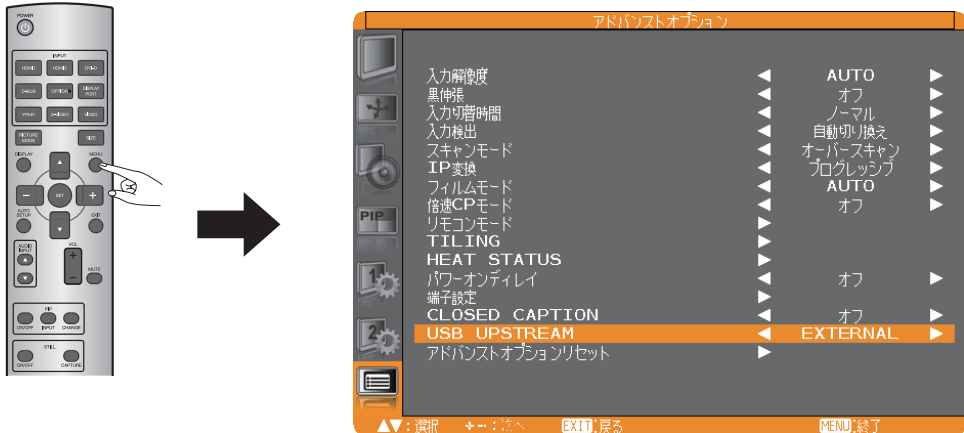 POWER
INPUT
HDMI1 HDMI2 DVI-D
D-SUB OPTION DISPLAY PORT
YPbPr S-VIDEO VIDEO
PICTURE MODE SIZE
DISPLAY MENU
SET
AUTO SETUP EXIT
AUDIO INPUT VOL
MUTE
PIP
ON/OFF INPUT CHANGE
STILL
ON/OFF CAPTURE
アドバンストオプション
入力解像度 AUTO
黒伸張 オフ
入力切替時間 ノーマル
入力検出 自動切り換え
スキャンモード オーバースキャン
IP変換 プログレッシブ
フィルムモード AUTO
倍速CPモード オフ
リモコンモード
TILING
HEAT STATUS
パワーオンディレイ オフ
端子設定
CLOSED CAPTION オフ
USB UPSTREAM EXTERNAL
アドバンストオプションリセット
PIP
1
2
▲▼:選択 +-:次へ EXIT:戻る MENU:終了